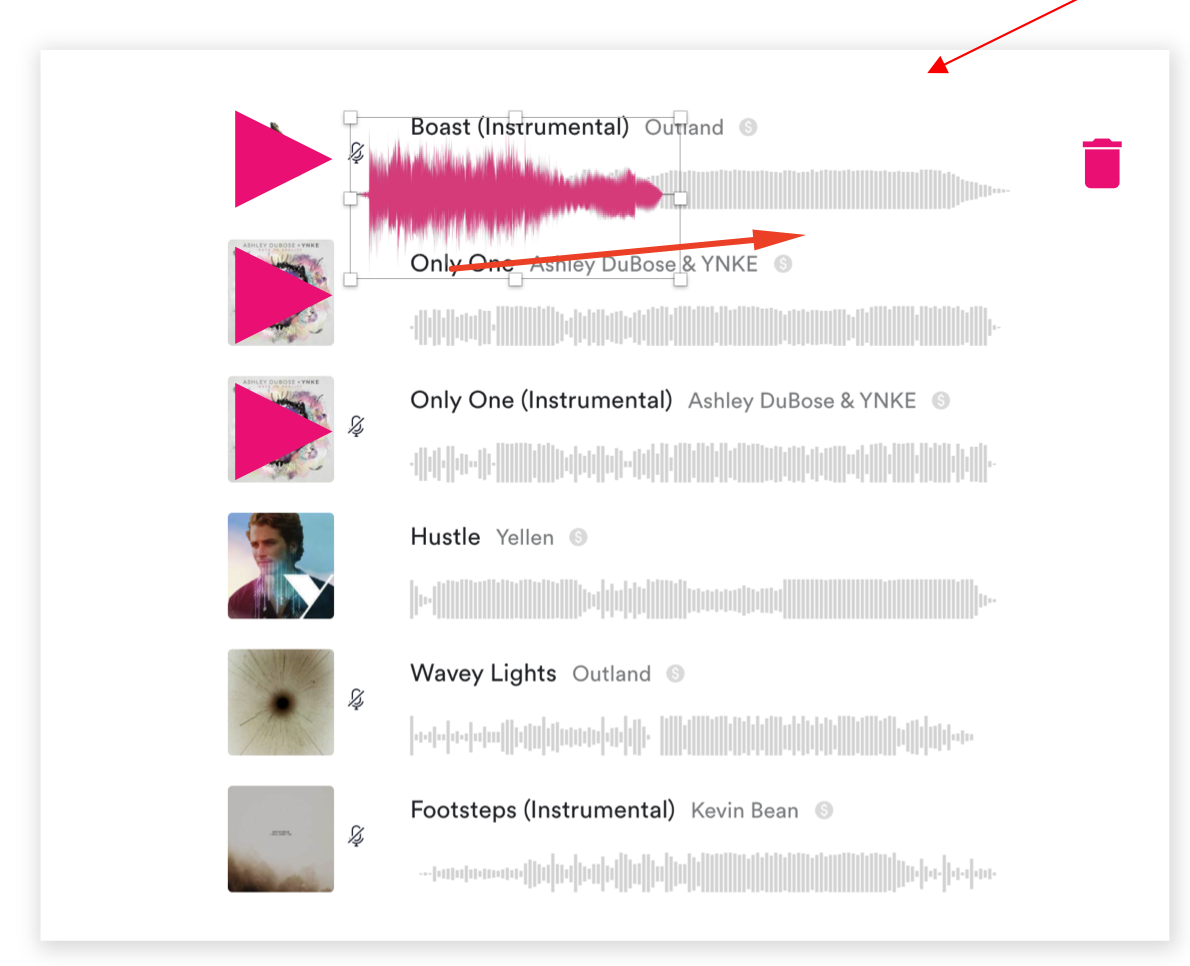 Boast (Instrumental) Outland $
Only One Ashley DuBose & YNKE $
ASHLEY DUBOSE + YNKE
Only One (Instrumental) Ashley DuBose & YNKE $
ASHLEY DUBOSE + YNKE
Hustle Yellen $
Wavey Lights Outland $
Footsteps (Instrumental) Kevin Bean $